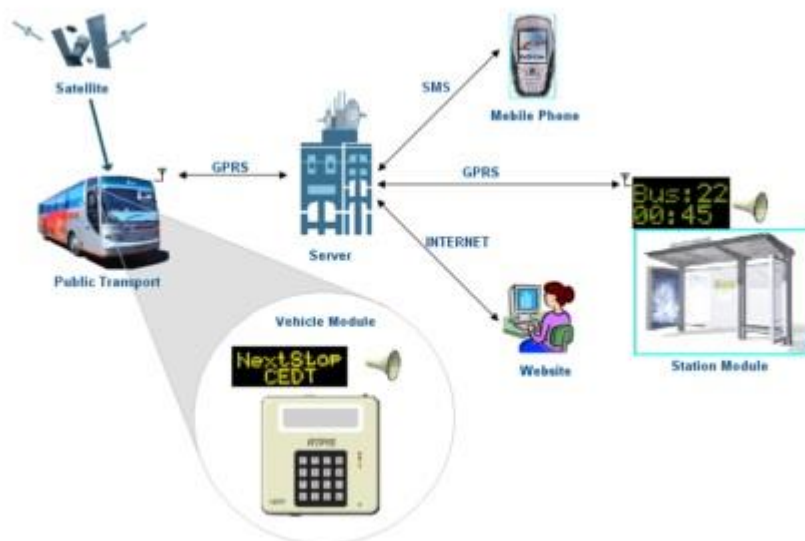 Satellite
SMS
Mobile Phone
GPRS
GPRS
Bus:22
00:45
Server
INTERNET
Public Transport
Vehicle Module
NextStop
CEDT
Website
Station Module